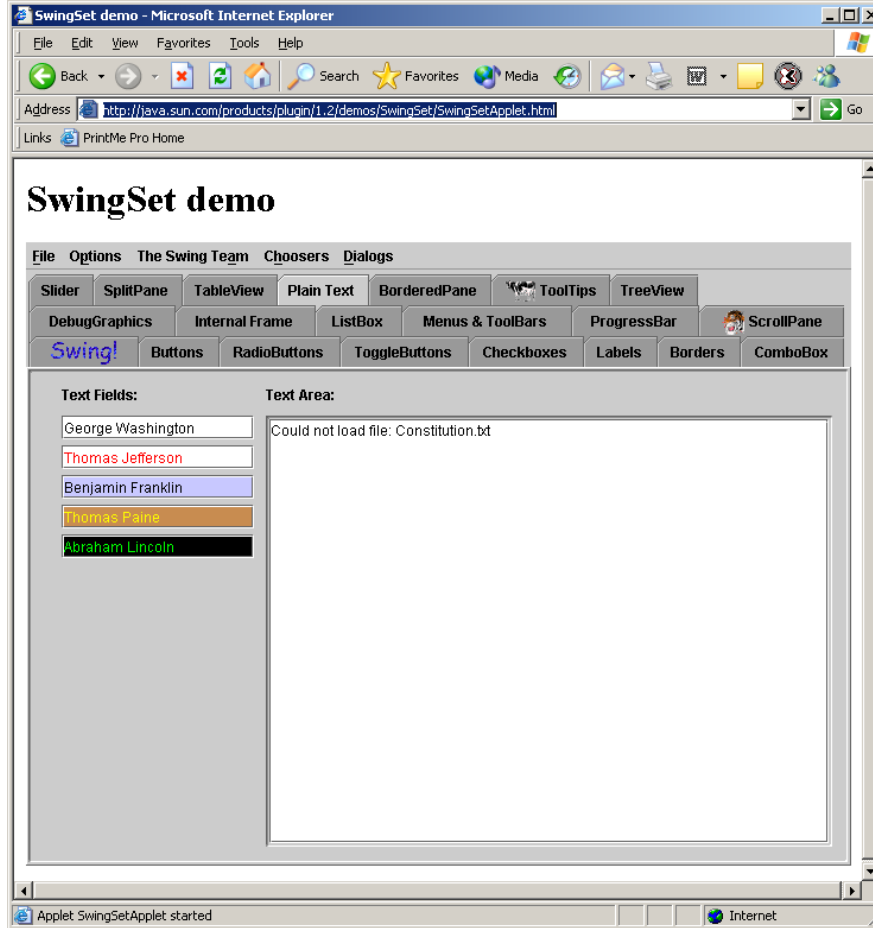 SwingSet demo - Microsoft Internet Explorer
File Edit View Favorites Tools Help
Back Search Favorites Media
Address http://java.sun.com/products/plugin/1.2/demos/SwingSet/SwingSetApplet.html Go
Links PrintMe Pro Home
SwingSet demo
File Options The Swing Team Choosers Dialogs
Slider SplitPane TableView Plain Text BorderedPane ToolTips TreeView
DebugGraphics Internal Frame ListBox Menus & ToolBars ProgressBar ScrollPane
Swing! Buttons RadioButtons ToggleButtons Checkboxes Labels Borders ComboBox
Text Fields: Text Area:
George Washington Could not load file: Constitution.txt
Thomas Jefferson
Benjamin Franklin
Thomas Paine
Abraham Lincoln
Applet SwingSetApplet started Internet